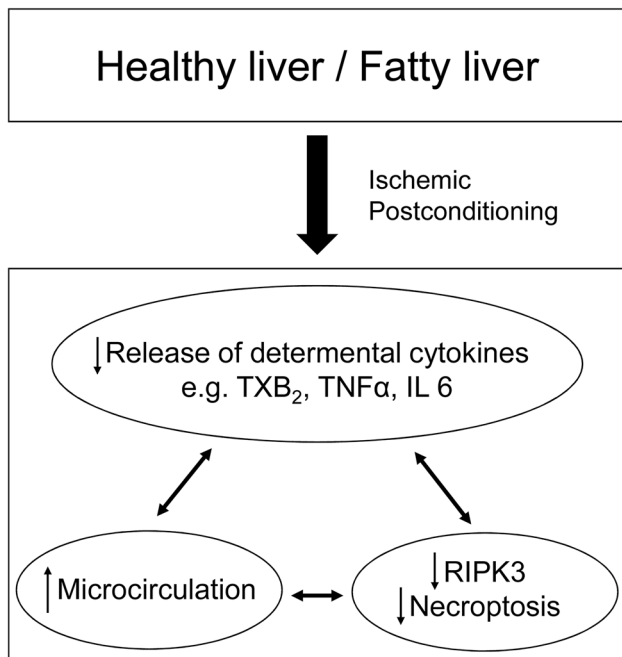 Healthy liver / Fatty liver
Ischemic
Postconditioning
↓Release of determental cytokines
e.g. TXB₂, TNFα, IL 6
↑Microcirculation
↓RIPK3
↓Necroptosis